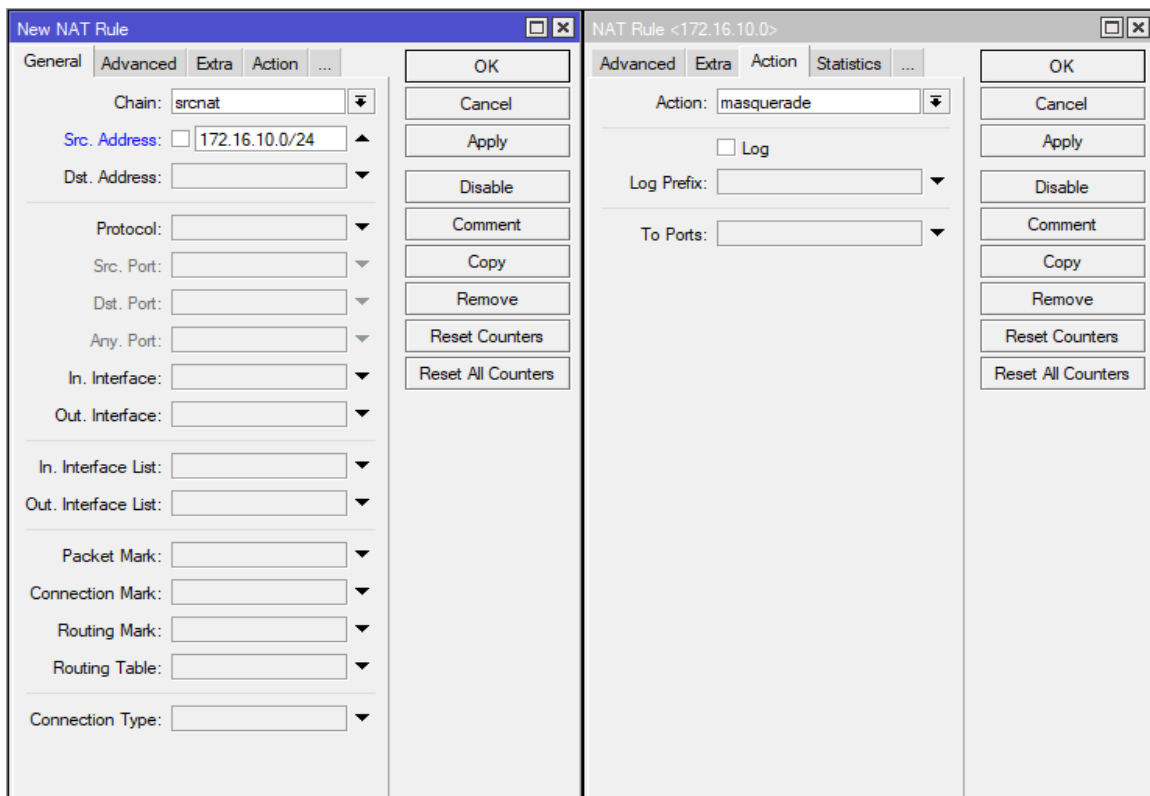 New NAT Rule
General Advanced Extra Action ...
Chain: srcnat
Src. Address: 172.16.10.0/24
Dst. Address:
Protocol:
Src. Port:
Dst. Port:
Any. Port:
In. Interface:
Out. Interface:
In. Interface List:
Out. Interface List:
Packet Mark:
Connection Mark:
Routing Mark:
Routing Table:
Connection Type:
OK
Cancel
Apply
Disable
Comment
Copy
Remove
Reset Counters
Reset All Counters
NAT Rule <172.16.10.0>
Advanced Extra Action Statistics ...
Action: masquerade
Log
Log Prefix:
To Ports:
OK
Cancel
Apply
Disable
Comment
Copy
Remove
Reset Counters
Reset All Counters